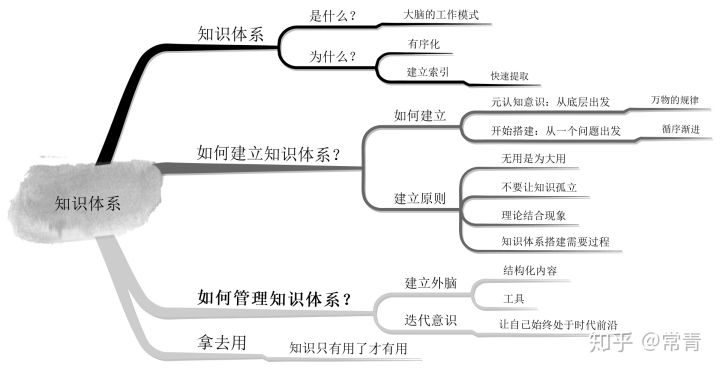 知识体系
知识体系
是什么？
大脑的工作模式
为什么？
有序化
建立索引
快速提取
如何建立知识体系？
如何建立
元认知意识：从底层出发
万物的规律
开始搭建：从一个问题出发
循序渐进
建立原则
无用是为大用
不要让知识孤立
理论结合现象
知识体系搭建需要过程
如何管理知识体系？
建立外脑
结构化内容
工具
迭代意识
让自己始终处于时代前沿
拿去用
知识只有用了才有用
知乎 @常青